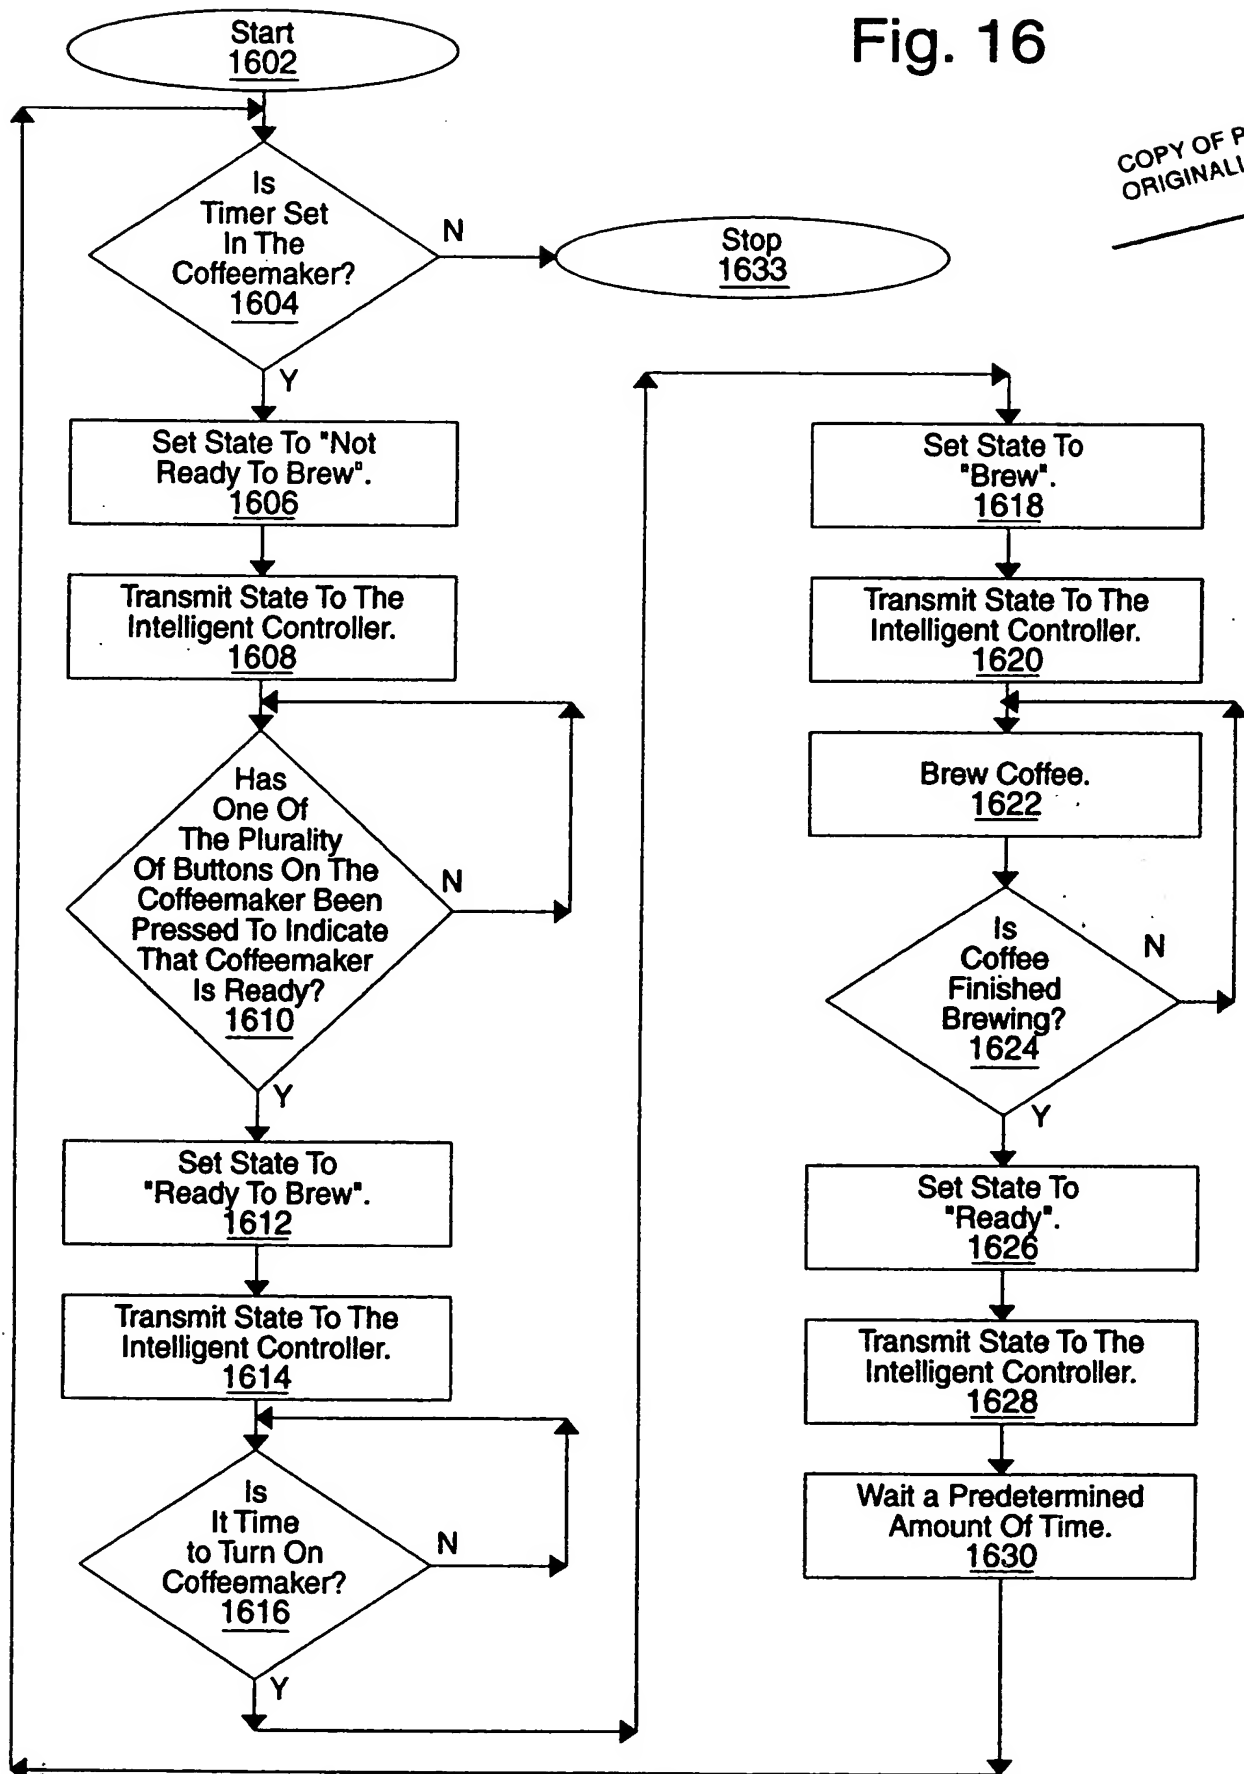 Fig. 16
COPY OF P
ORIGINALL
Start
1602
Is
Timer Set
In The
Coffeemaker?
1604
N
Stop
1633
Y
Set State To "Not
Ready To Brew".
1606
Transmit State To The
Intelligent Controller.
1608
Has
One Of
The Plurality
Of Buttons On The
Coffeemaker Been
Pressed To Indicate
That Coffeemaker
Is Ready?
1610
N
Y
Set State To
"Ready To Brew".
1612
Transmit State To The
Intelligent Controller.
1614
Is
It Time
to Turn On
Coffeemaker?
1616
N
Y
Set State To
"Brew".
1618
Transmit State To The
Intelligent Controller.
1620
Brew Coffee.
1622
Is
Coffee
Finished
Brewing?
1624
N
Y
Set State To
"Ready".
1626
Transmit State To The
Intelligent Controller.
1628
Wait a Predetermined
Amount Of Time.
1630